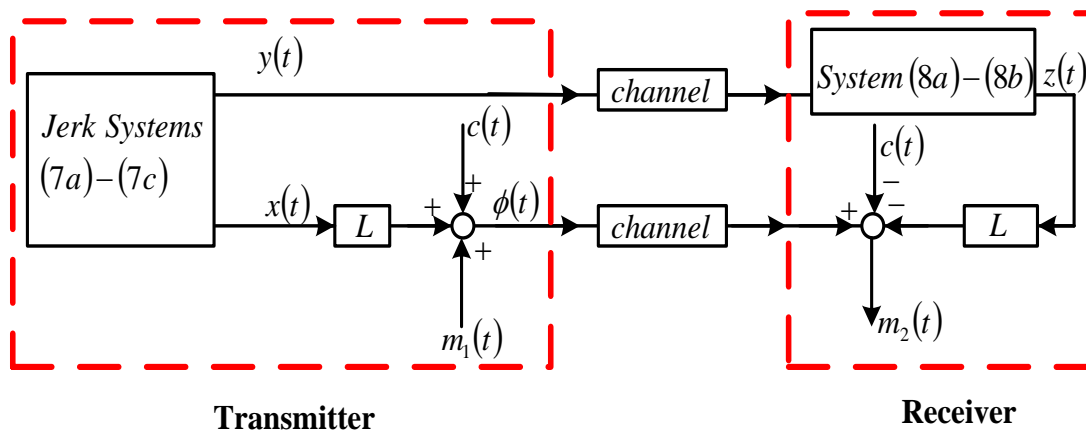 y(t)
channel
System (8a)−(8b)
z(t)
Jerk Systems
(7a)−(7c)
c(t)
c(t)
+
−
x(t)
L
+
ϕ(t)
channel
+
−
L
+
m₁(t)
m₂(t)
Transmitter
Receiver